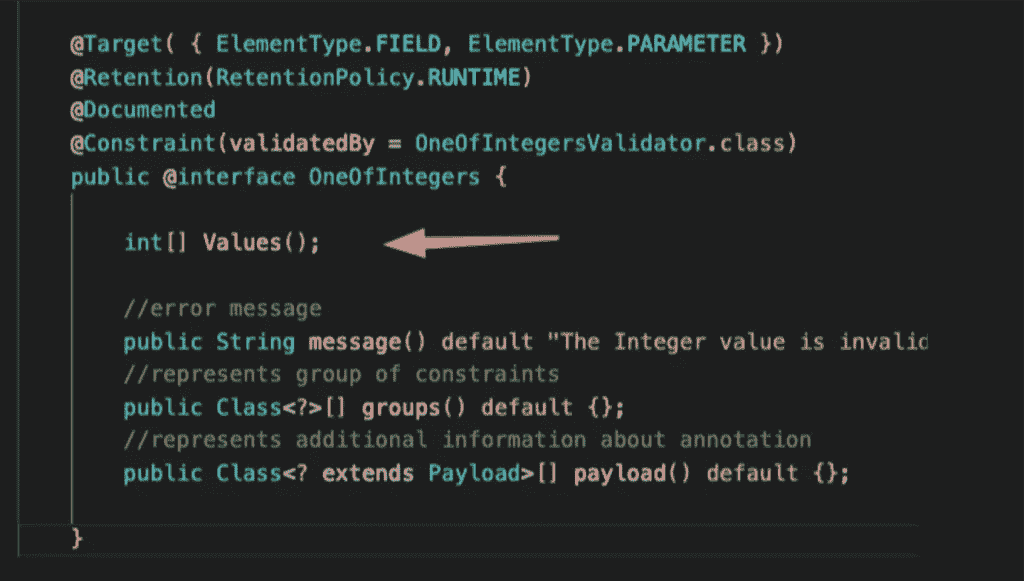 @Target( { ElementType.FIELD, ElementType.PARAMETER })
@Retention(RetentionPolicy.RUNTIME)
@Documented
@Constraint(validatedBy = OneOfIntegersValidator.class)
public @interface OneOfIntegers {
int[] Values();
//error message
public String message() default "The Integer value is invalid
//represents group of constraints
public Class<?>[] groups() default {};
//represents additional information about annotation
public Class<? extends Payload>[] payload() default {};
}